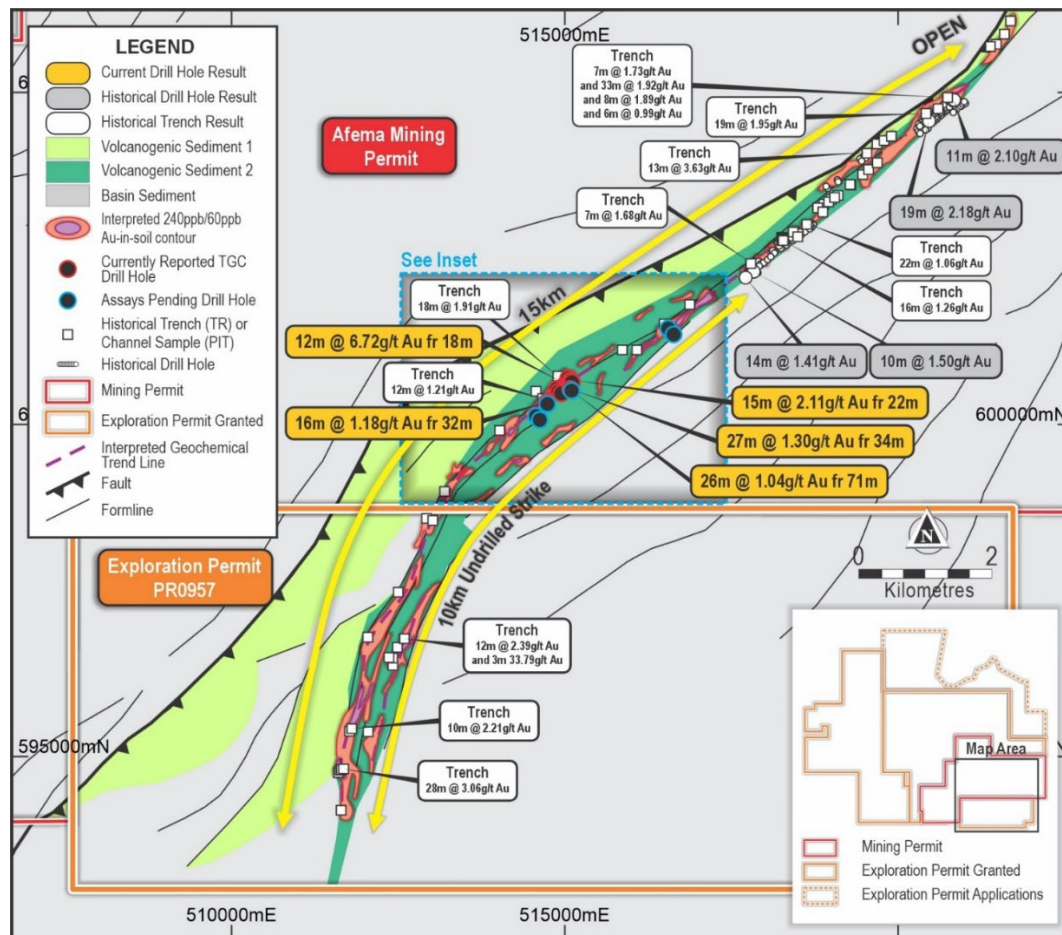 LEGEND
Current Drill Hole Result
Historical Drill Hole Result
Historical Trench Result
Volcanogenic Sediment 1
Volcanogenic Sediment 2
Basin Sediment
Interpreted 240ppb/60ppb
Au-in-soil contour
Currently Reported TGC
Drill Hole
Assays Pending Drill Hole
Historical Trench (TR) or
Channel Sample (PIT)
Historical Drill Hole
Mining Permit
Exploration Permit Granted
Interpreted Geochemical
Trend Line
Fault
Formline
515000mE
OPEN
Trench
7m @ 1.73g/t Au
and 33m @ 1.92g/t Au
and 8m @ 1.89g/t Au
and 6m @ 0.99g/t Au
Trench
19m @ 1.95g/t Au
Afema Mining
Permit
Trench
13m @ 3.63g/t Au
11m @ 2.10g/t Au
Trench
7m @ 1.68g/t Au
19m @ 2.18g/t Au
Trench
22m @ 1.06g/t Au
Trench
16m @ 1.26g/t Au
See Inset
Trench
18m @ 1.91g/t Au
15km
12m @ 6.72g/t Au fr 18m
14m @ 1.41g/t Au
10m @ 1.50g/t Au
Trench
12m @ 1.21g/t Au
15m @ 2.11g/t Au fr 22m
16m @ 1.18g/t Au fr 32m
600000mN
27m @ 1.30g/t Au fr 34m
26m @ 1.04g/t Au fr 71m
10km Undrilled Strike
N
0 2
Kilometres
Exploration Permit
PR0957
Trench
12m @ 2.39g/t Au
and 3m 33.79g/t Au
Trench
10m @ 2.21g/t Au
595000mN
Trench
28m @ 3.06g/t Au
Map Area
Mining Permit
Exploration Permit Granted
Exploration Permit Applications
510000mE
515000mE